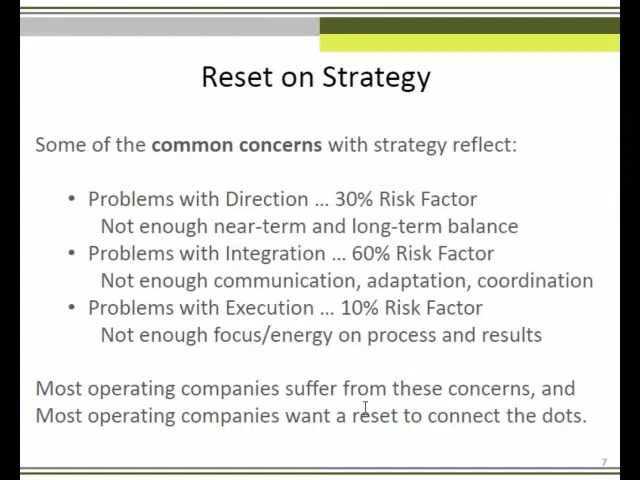 Reset on Strategy
Some of the common concerns with strategy reflect:
• Problems with Direction ... 30% Risk Factor
Not enough near-term and long-term balance
• Problems with Integration ... 60% Risk Factor
Not enough communication, adaptation, coordination
• Problems with Execution ... 10% Risk Factor
Not enough focus/energy on process and results
Most operating companies suffer from these concerns, and
Most operating companies want a reset to connect the dots.
7